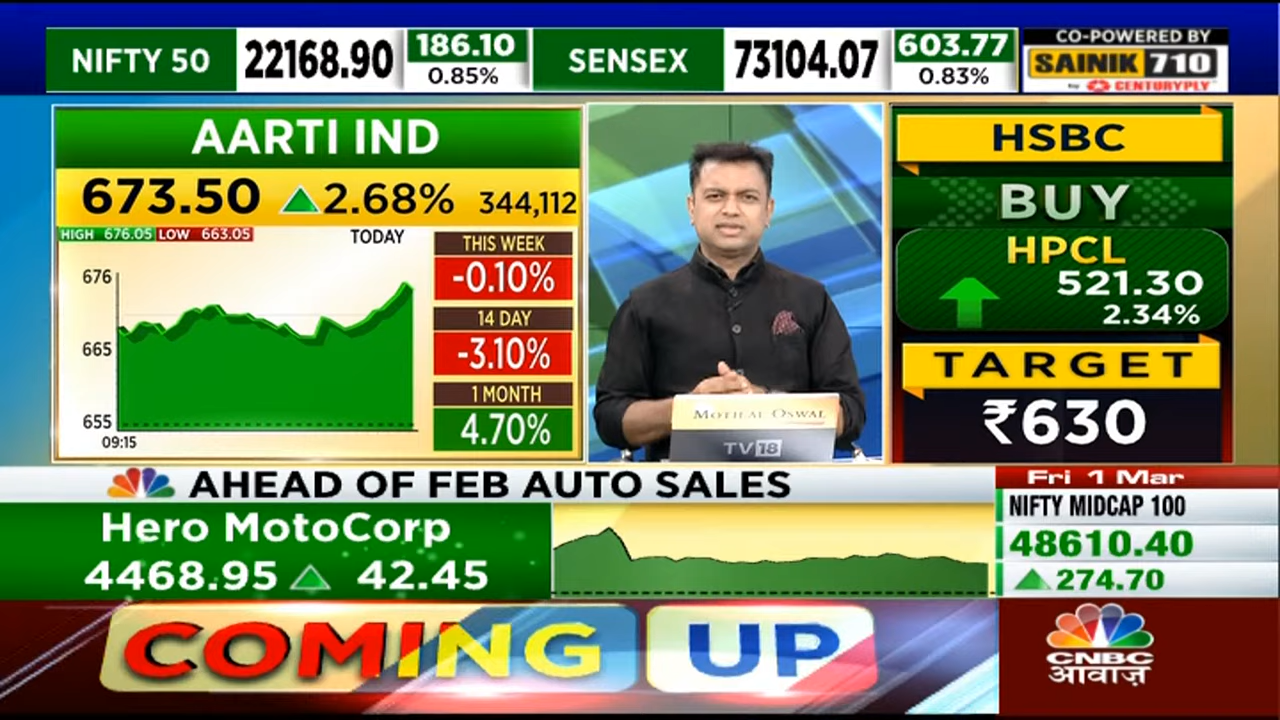 NIFTY 50 22168.90 186.10 0.85% SENSEX 73104.07 603.77 0.83%
CO-POWERED BY
SAINIK 710
by CENTURYPLY
AARTI IND
673.50 2.68% 344,112
HIGH 676.05 LOW 663.05 TODAY
676
665
655
09:15
THIS WEEK
-0.10%
14 DAY
-3.10%
1 MONTH
4.70%
MOTILAL OSWAL
TV18
HSBC
BUY
HPCL
521.30
2.34%
TARGET
₹630
AHEAD OF FEB AUTO SALES
Hero MotoCorp
4468.95 42.45
Fri 1 Mar
NIFTY MIDCAP 100
48610.40
274.70
COMING UP
CNBC
आवाज़